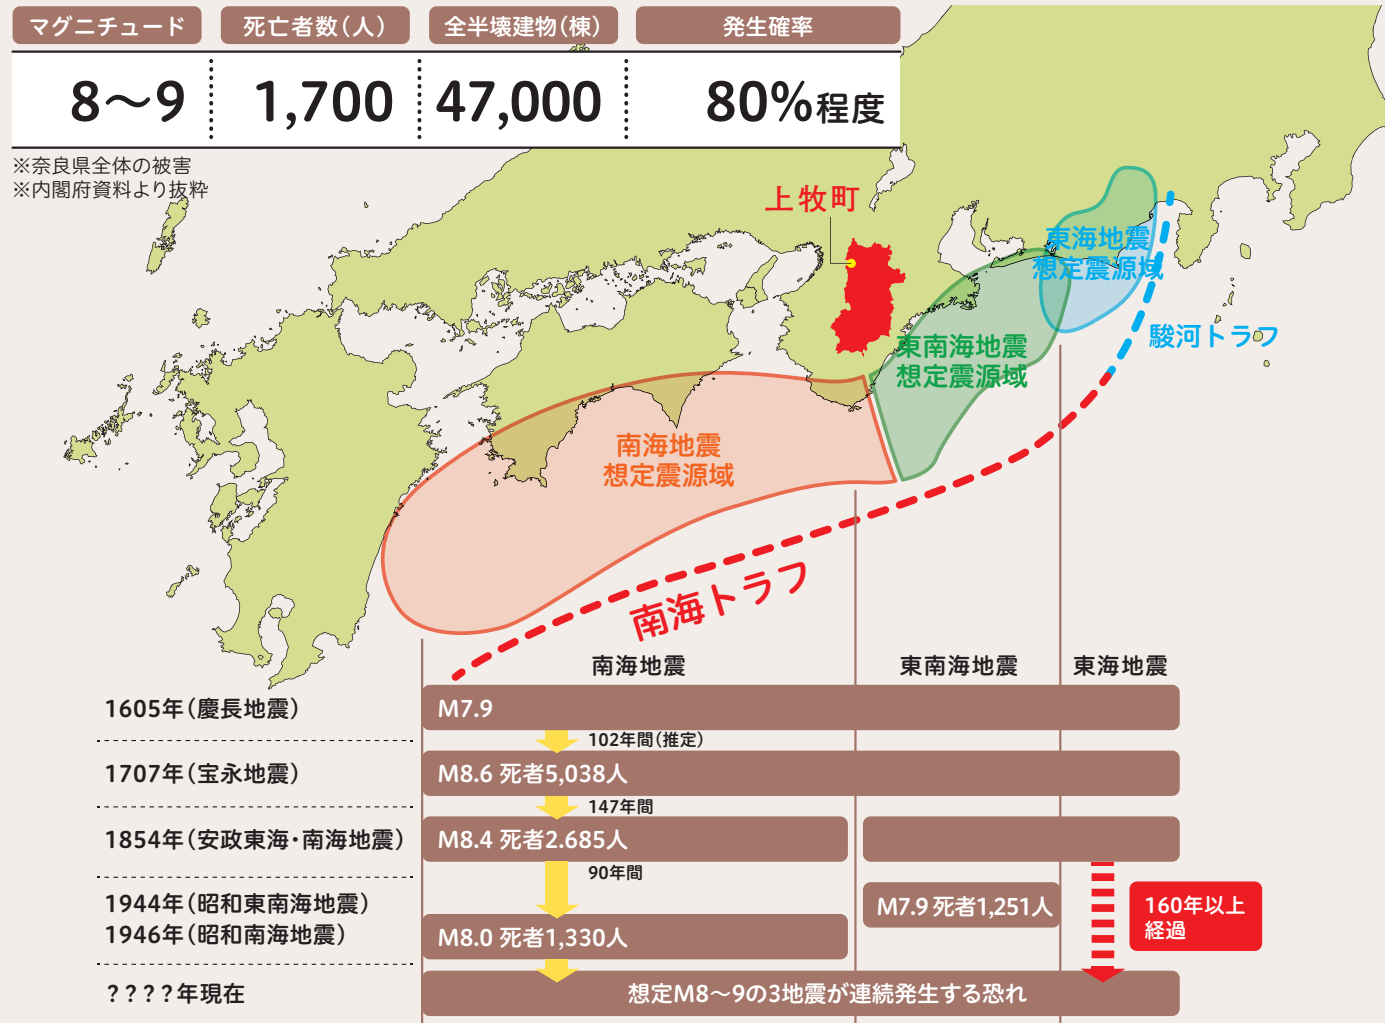 マグニチュード
死亡者数（人）
全半壊建物（棟）
発生確率
8～9
1,700
47,000
80%程度
※奈良県全体の被害
※内閣府資料より抜粋
上牧町
東海地震
想定震源域
駿河トラフ
東南海地震
想定震源域
南海地震
想定震源域
南海トラフ
南海地震
東南海地震
東海地震
1605年（慶長地震）
M7.9
102年間（推定）
1707年（宝永地震）
M8.6 死者5,038人
147年間
1854年（安政東海・南海地震）
M8.4 死者2.685人
90年間
1944年（昭和東南海地震）
M7.9 死者1,251人
160年以上
経過
1946年（昭和南海地震）
M8.0 死者1,330人
？？？？年現在
想定M8～9の3地震が連続発生する恐れ